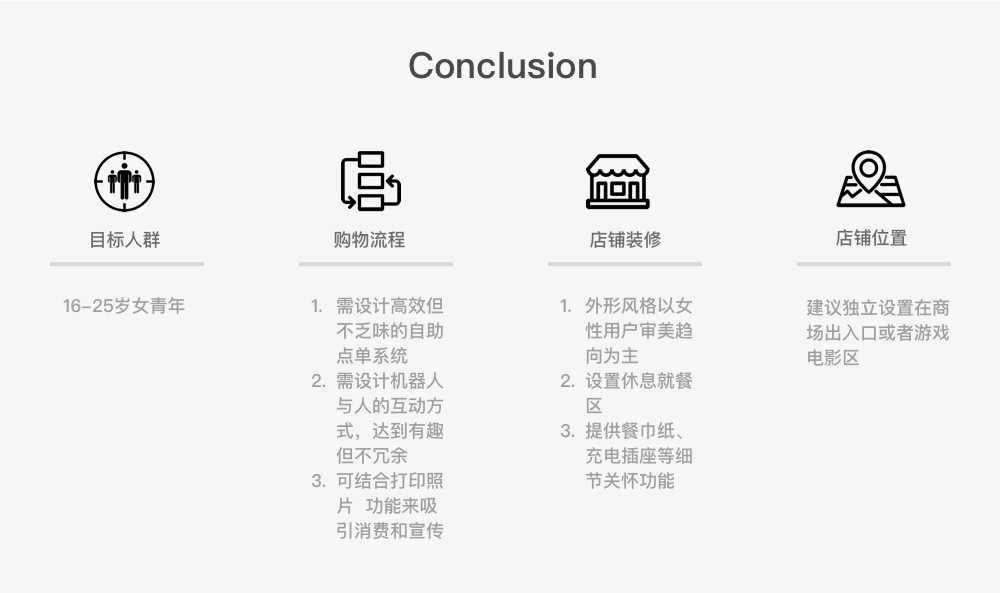 Conclusion
目标人群
16-25岁女青年
购物流程
1. 需设计高效但
不乏味的自助
点单系统
2. 需设计机器人
与人的互动方
式，达到有趣
但不冗余
3. 可结合打印照
片 功能来吸
引消费和宣传
店铺装修
1. 外形风格以女
性用户审美趋
向为主
2. 设置休息就餐
区
3. 提供餐巾纸、
充电插座等细
节关怀功能
店铺位置
建议独立设置在商
场出入口或者游戏
电影区